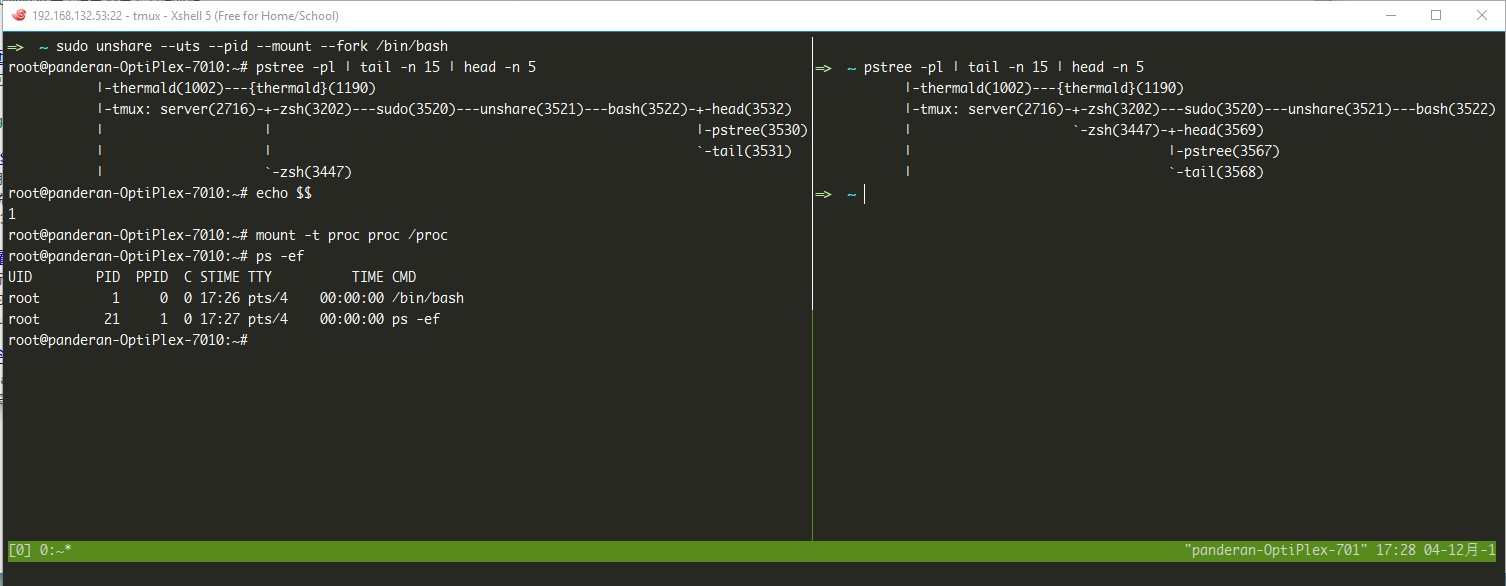 192.168.132.53:22 - tmux - Xshell 5 (Free for Home/School)
=> ~ sudo unshare --uts --pid --mount --fork /bin/bash
root@panderan-OptiPlex-7010:~# pstree -pl | tail -n 15 | head -n 5
           |-thermald(1002)---{thermald}(1190)
           |-tmux: server(2716)-+-zsh(3202)---sudo(3520)---unshare(3521)---bash(3522)-+-head(3532)
           |                    |                                                     |-pstree(3530)
           |                    |                                                     `-tail(3531)
           |                    `-zsh(3447)
root@panderan-OptiPlex-7010:~# echo $$
1
root@panderan-OptiPlex-7010:~# mount -t proc proc /proc
root@panderan-OptiPlex-7010:~# ps -ef
UID        PID  PPID  C STIME TTY          TIME CMD
root         1     0  0 17:26 pts/4    00:00:00 /bin/bash
root        21     1  0 17:27 pts/4    00:00:00 ps -ef
root@panderan-OptiPlex-7010:~#
=> ~ pstree -pl | tail -n 15 | head -n 5
           |-thermald(1002)---{thermald}(1190)
           |-tmux: server(2716)-+-zsh(3202)---sudo(3520)---unshare(3521)---bash(3522)
           |                    `-zsh(3447)-+-head(3569)
           |                                |-pstree(3567)
           |                                `-tail(3568)
=> ~
[0] 0:~* "panderan-OptiPlex-701" 17:28 04-12月-1